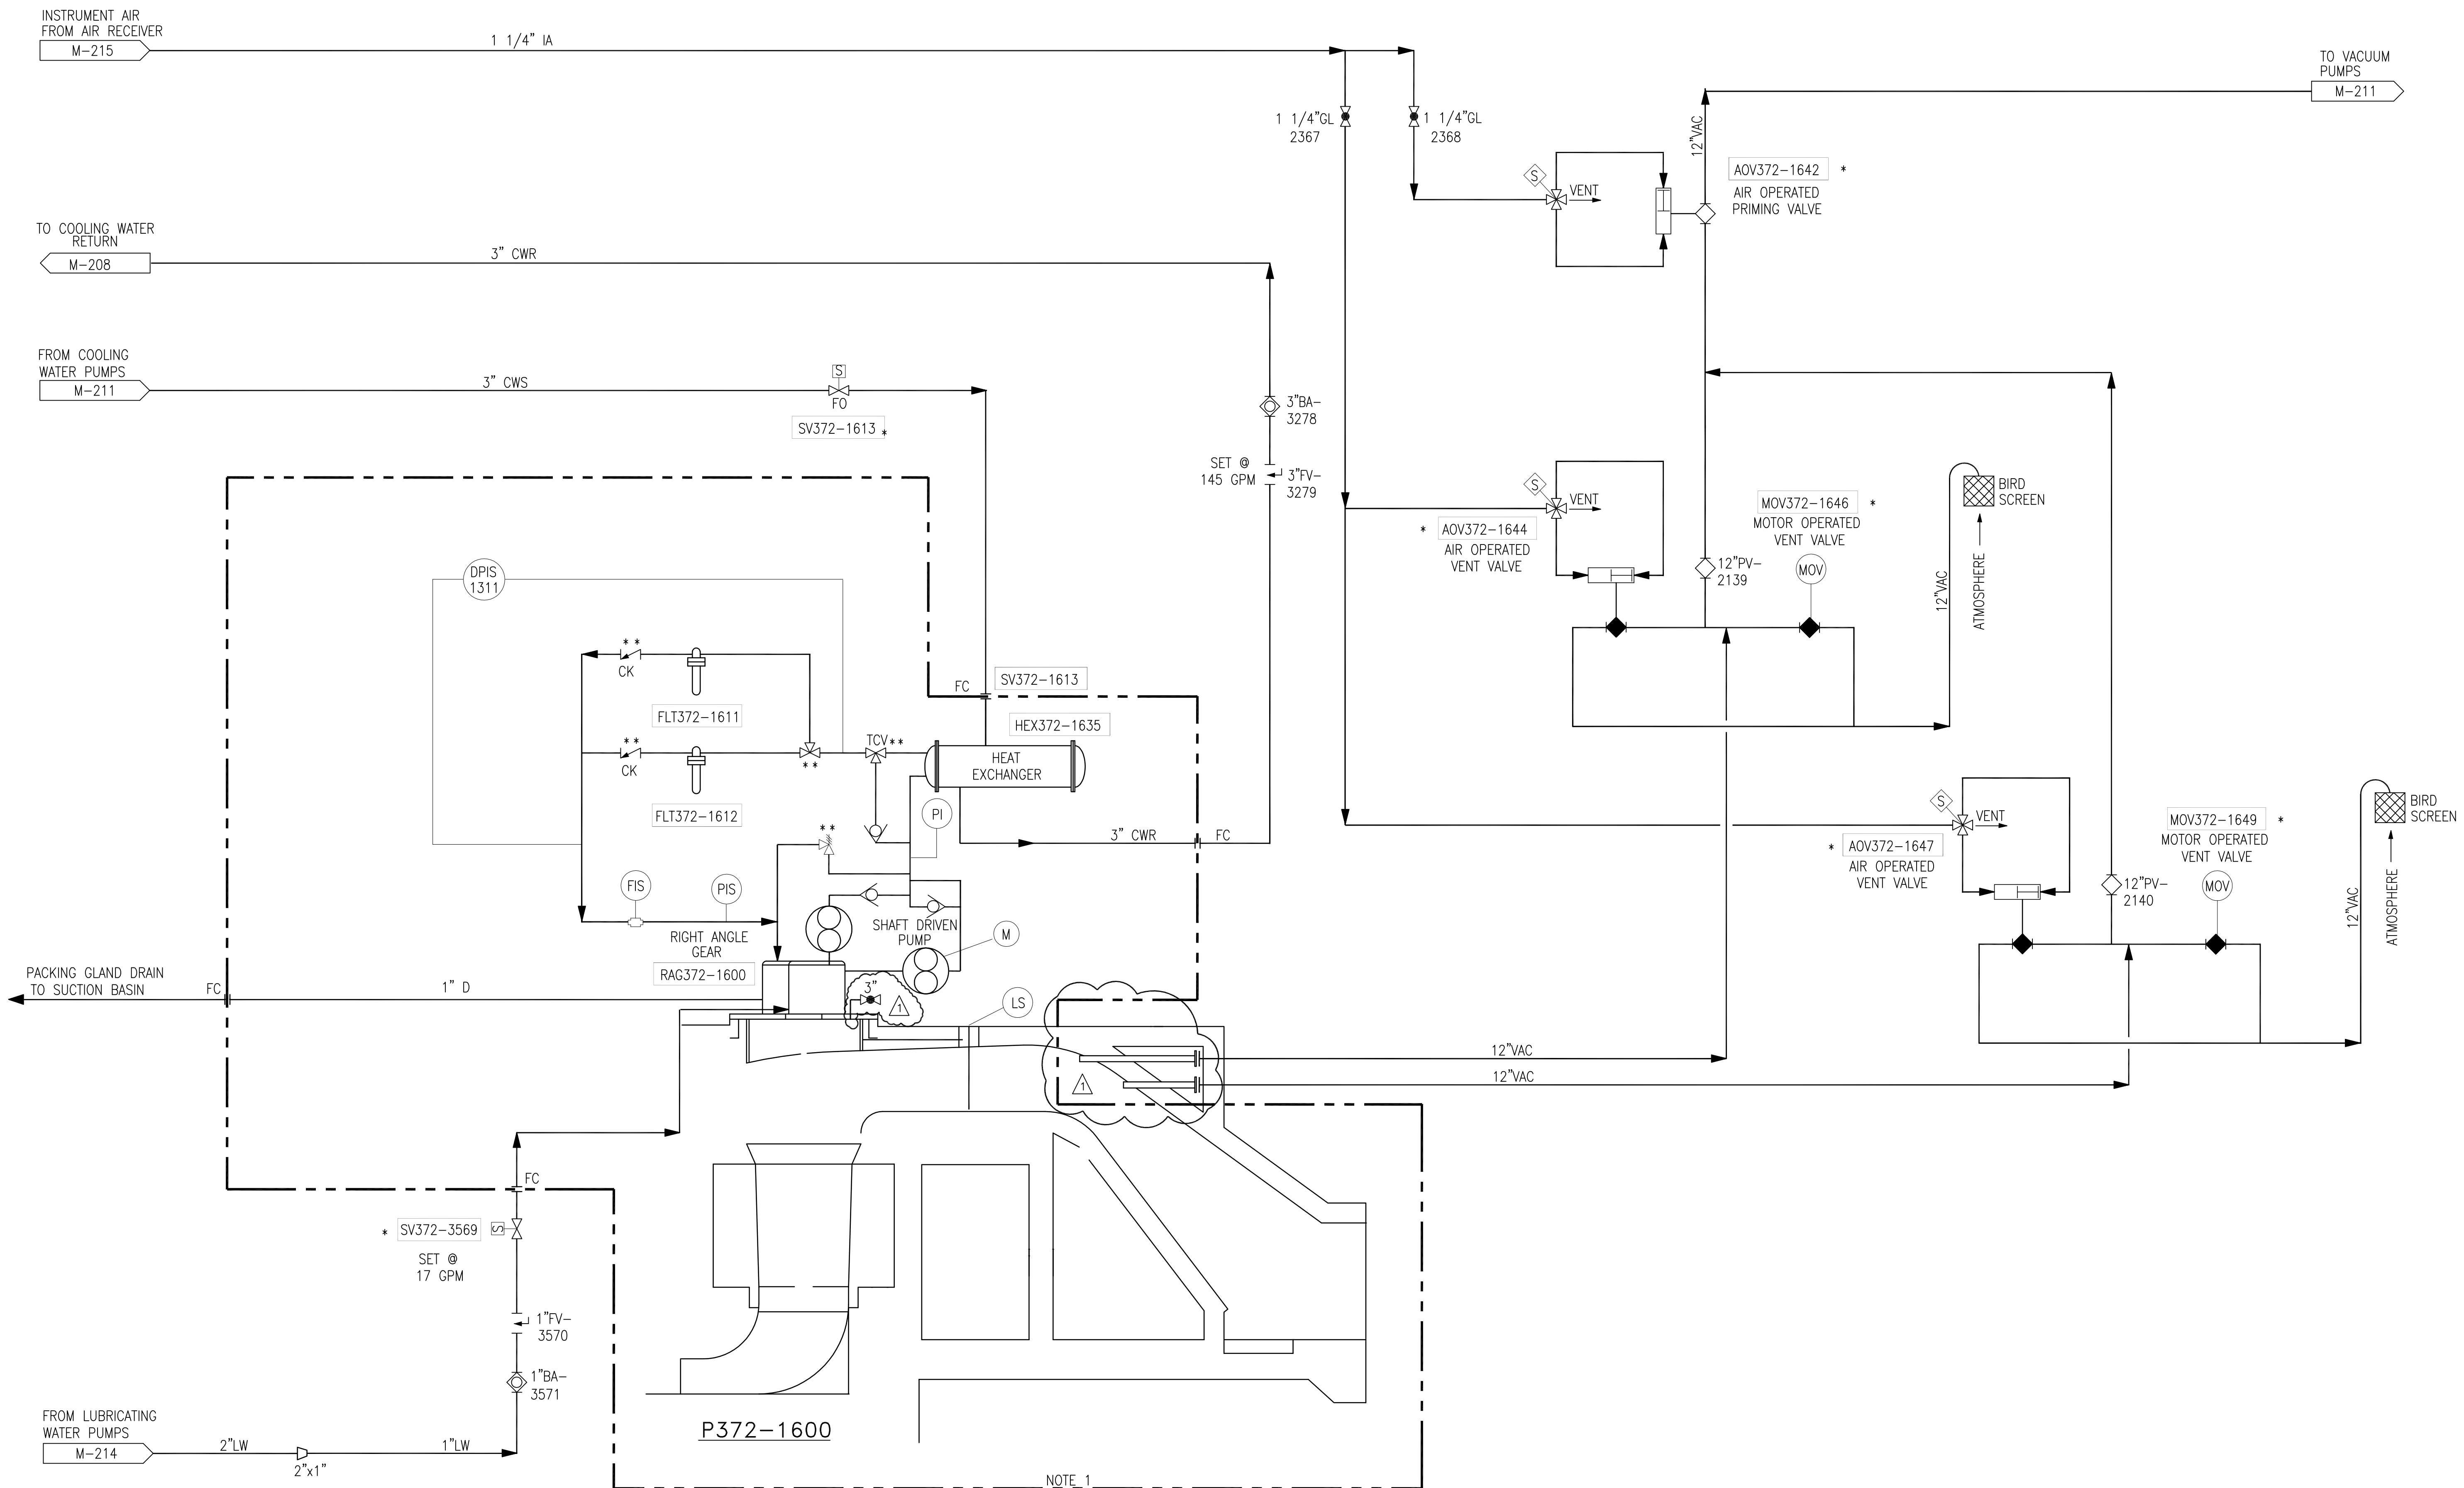 INSTRUMENT AIR
FROM AIR RECEIVER
M-215
1 1/4" IA
TO VACUUM
PUMPS
M-211
1 1/4"GL
2367
1 1/4"GL
2368
12"VAC
S
VENT
AOV372-1642 *
AIR OPERATED
PRIMING VALVE
TO COOLING WATER
RETURN
M-208
3" CWR
FROM COOLING
WATER PUMPS
M-211
3" CWS
S
FO
SV372-1613 *
3"BA-
3278
SET @
145 GPM
3"FV-
3279
S
VENT
* AOV372-1644
AIR OPERATED
VENT VALVE
MOV372-1646 *
MOTOR OPERATED
VENT VALVE
MOV
12"PV-
2139
12"VAC
ATMOSPHERE
BIRD
SCREEN
DPIS
1311
* *
CK
FLT372-1611
* *
CK
FLT372-1612
* *
TCV * *
FC
SV372-1613
HEX372-1635
HEAT
EXCHANGER
PI
* *
3" CWR
FC
FIS
PIS
SHAFT DRIVEN
PUMP
M
RIGHT ANGLE
GEAR
RAG372-1600
S
VENT
* AOV372-1647
AIR OPERATED
VENT VALVE
MOV372-1649 *
MOTOR OPERATED
VENT VALVE
MOV
12"PV-
2140
12"VAC
ATMOSPHERE
BIRD
SCREEN
PACKING GLAND DRAIN
TO SUCTION BASIN
FC
1" D
3"
1
LS
12"VAC
12"VAC
1
FC
* SV372-3569
S
SET @
17 GPM
1"FV-
3570
1"BA-
3571
FROM LUBRICATING
WATER PUMPS
M-214
2"LW
2"x1"
1"LW
P372-1600
NOTE 1